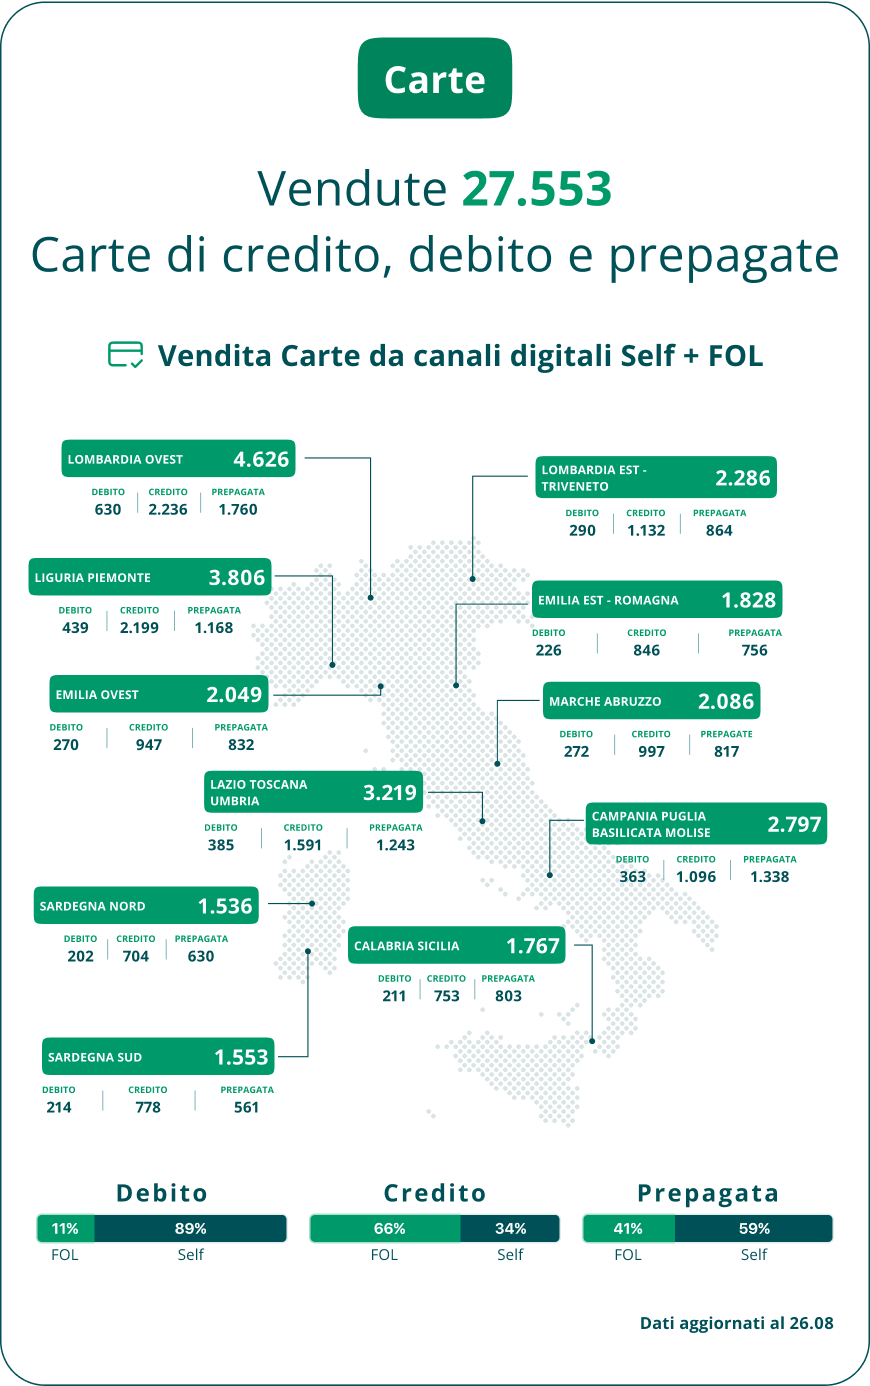 Carte
Vendute 27.553
Carte di credito, debito e prepagate
Vendita Carte da canali digitali Self + FOL
LOMBARDIA OVEST 4.626
DEBITO CREDITO PREPAGATA
630 2.236 1.760
LOMBARDIA EST -
TRIVENETO
2.286
DEBITO CREDITO PREPAGATA
290 1.132 864
LIGURIA PIEMONTE 3.806
DEBITO CREDITO PREPAGATA
439 2.199 1.168
EMILIA EST - ROMAGNA 1.828
DEBITO CREDITO PREPAGATA
226 846 756
EMILIA OVEST 2.049
DEBITO CREDITO PREPAGATA
270 947 832
MARCHE ABRUZZO 2.086
DEBITO CREDITO PREPAGATE
272 997 817
LAZIO TOSCANA
UMBRIA
3.219
DEBITO CREDITO PREPAGATA
385 1.591 1.243
CAMPANIA PUGLIA
BASILICATA MOLISE
2.797
DEBITO CREDITO PREPAGATA
363 1.096 1.338
SARDEGNA NORD 1.536
DEBITO CREDITO PREPAGATA
202 704 630
CALABRIA SICILIA 1.767
DEBITO CREDITO PREPAGATA
211 753 803
SARDEGNA SUD 1.553
DEBITO CREDITO PREPAGATA
214 778 561
Debito
11% 89%
FOL Self
Credito
66% 34%
FOL Self
Prepagata
41% 59%
FOL Self
Dati aggiornati al 26.08